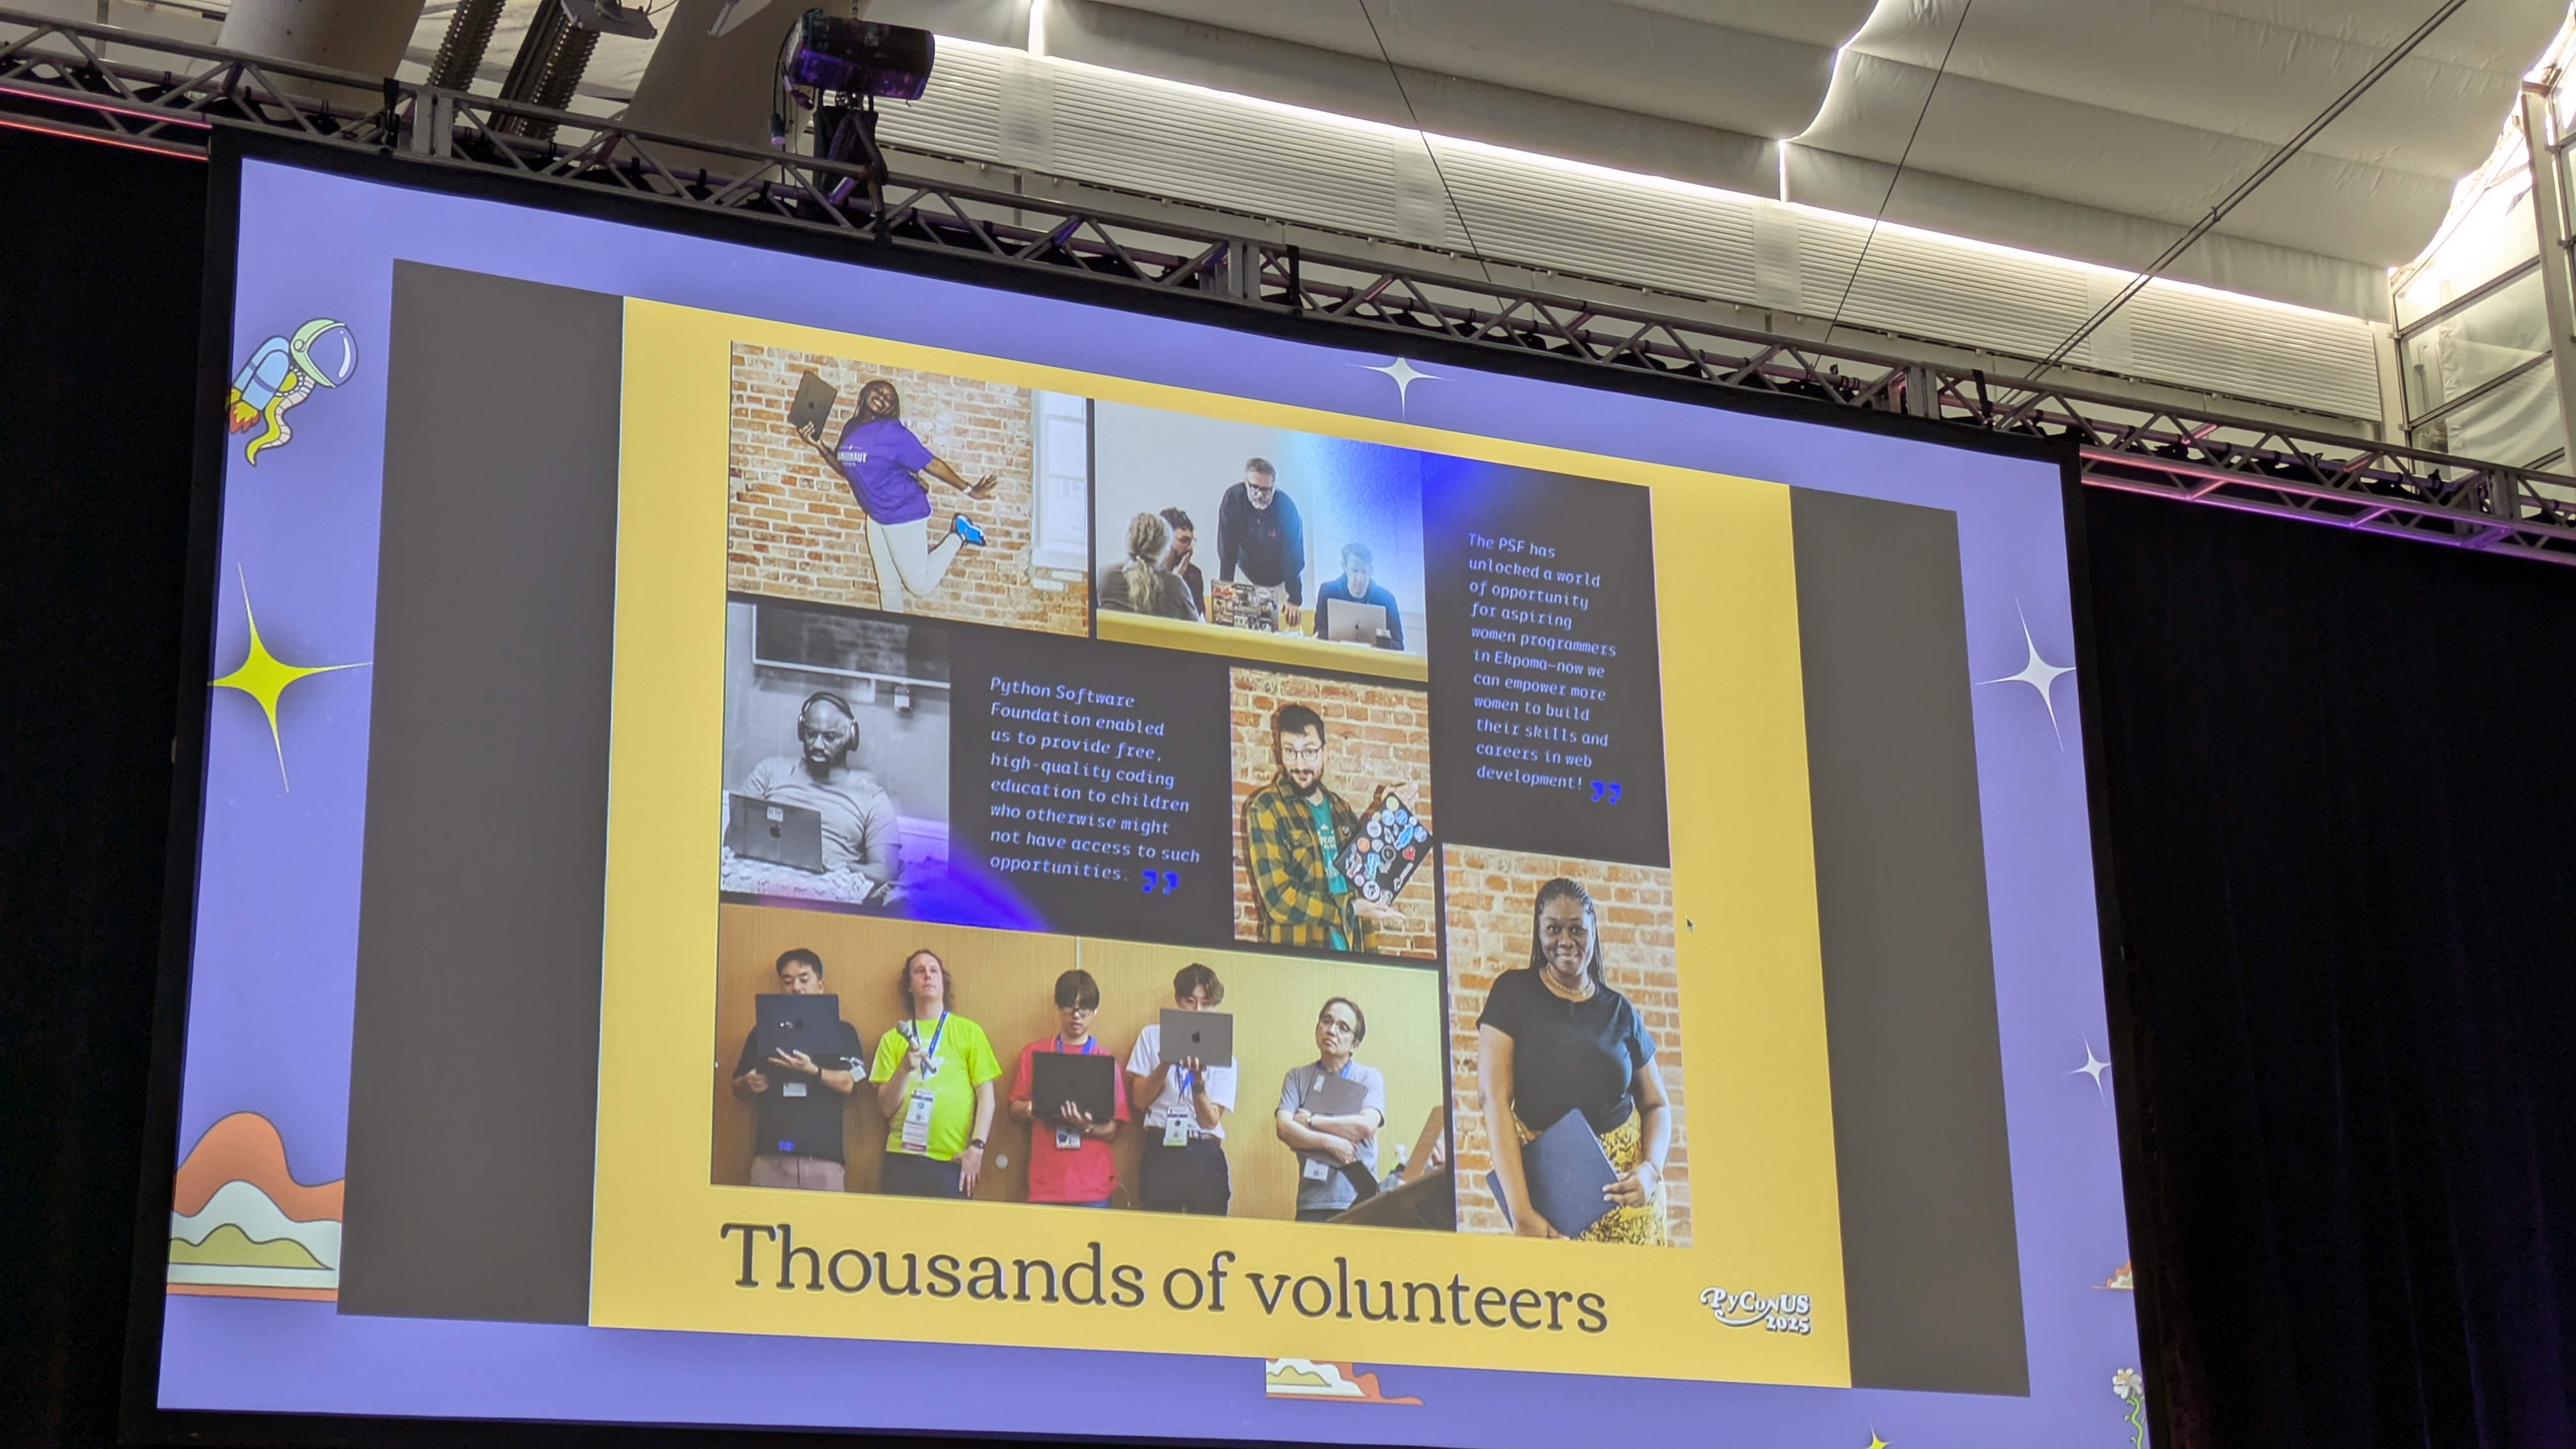 The PSF has
unlocked a world
of opportunity
for aspiring
women programmers
in Ekpoma—now we
can empower more
women to build
their skills and
careers in web
development! ”
Python Software
Foundation enabled
us to provide free,
high-quality coding
education to children
who otherwise might
not have access to such
opportunities. ”
Thousands of volunteers
PyConUS
2025